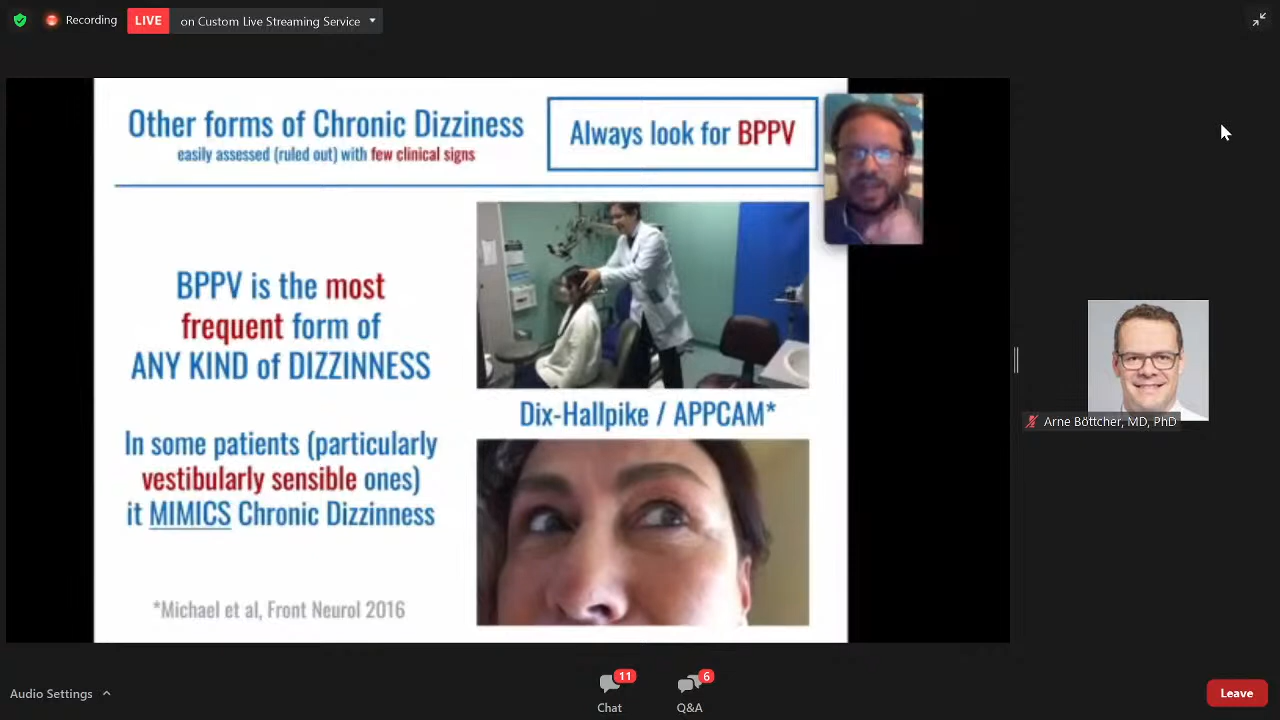 Recording
LIVE
on Custom Live Streaming Service
Other forms of Chronic Dizziness
easily assessed (ruled out) with few clinical signs
Always look for BPPV
BPPV is the most
frequent form of
ANY KIND of DIZZINNESS
In some patients (particularly
vestibularly sensible ones)
it MIMICS Chronic Dizzinness
*Michael et al, Front Neurol 2016
Dix-Hallpike / APPCAM*
Arne Böttcher, MD, PhD
Audio Settings
11
Chat
6
Q&A
Leave